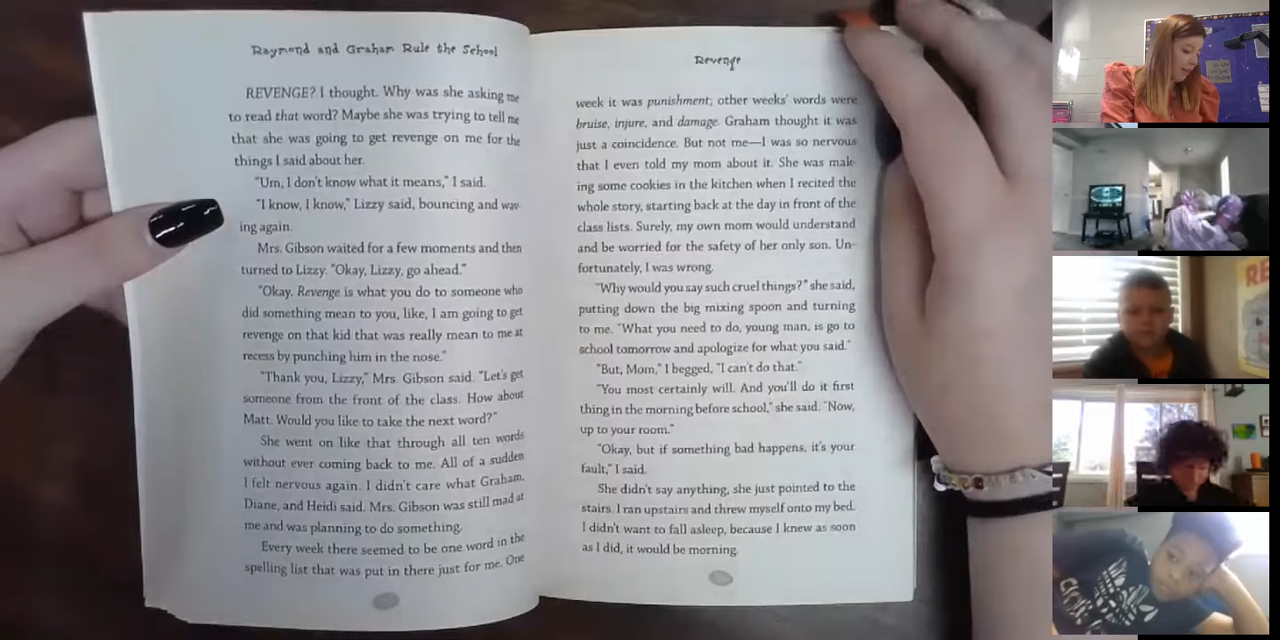 Raymond and Graham Rule the School
REVENGE? I thought. Why was she asking me
to read that word? Maybe she was trying to tell me
that she was going to get revenge on me for the
things I said about her.
"Um, I don't know what it means," I said.
"I know, I know," Lizzy said, bouncing and wav-
ing again.
Mrs. Gibson waited for a few moments and then
turned to Lizzy. "Okay, Lizzy, go ahead."
"Okay. Revenge is what you do to someone who
did something mean to you, like, I am going to get
revenge on that kid that was really mean to me at
recess by punching him in the nose."
"Thank you, Lizzy," Mrs. Gibson said. "Let's get
someone from the front of the class. How about
Matt. Would you like to take the next word?"
She went on like that through all ten words
without ever coming back to me. All of a sudden
I felt nervous again. I didn't care what Graham,
Diane, and Heidi said. Mrs. Gibson was still mad at
me and was planning to do something.
Every week there seemed to be one word in the
spelling list that was put in there just for me. One
Revenge
week it was punishment; other weeks' words were
bruise, injure, and damage. Graham thought it was
just a coincidence. But not me—I was so nervous
that I even told my mom about it. She was mak-
ing some cookies in the kitchen when I recited the
whole story, starting back at the day in front of the
class lists. Surely, my own mom would understand
and be worried for the safety of her only son. Un-
fortunately, I was wrong.
"Why would you say such cruel things?" she said,
putting down the big mixing spoon and turning
to me. "What you need to do, young man, is go to
school tomorrow and apologize for what you said."
"But, Mom," I begged, "I can't do that."
"You most certainly will. And you'll do it first
thing in the morning before school," she said. "Now,
up to your room."
"Okay, but if something bad happens, it's your
fault," I said.
She didn't say anything, she just pointed to the
stairs. I ran upstairs and threw myself onto my bed.
I didn't want to fall asleep, because I knew as soon
as I did, it would be morning.